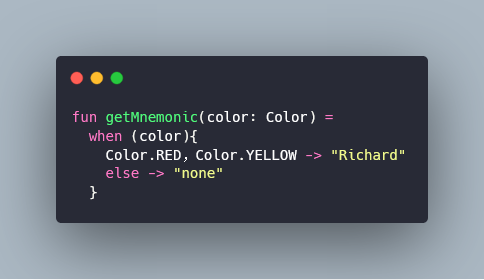 fun getMnemonic(color: Color) =
  when (color){
    Color.RED, Color.YELLOW -> "Richard"
    else -> "none"
  }